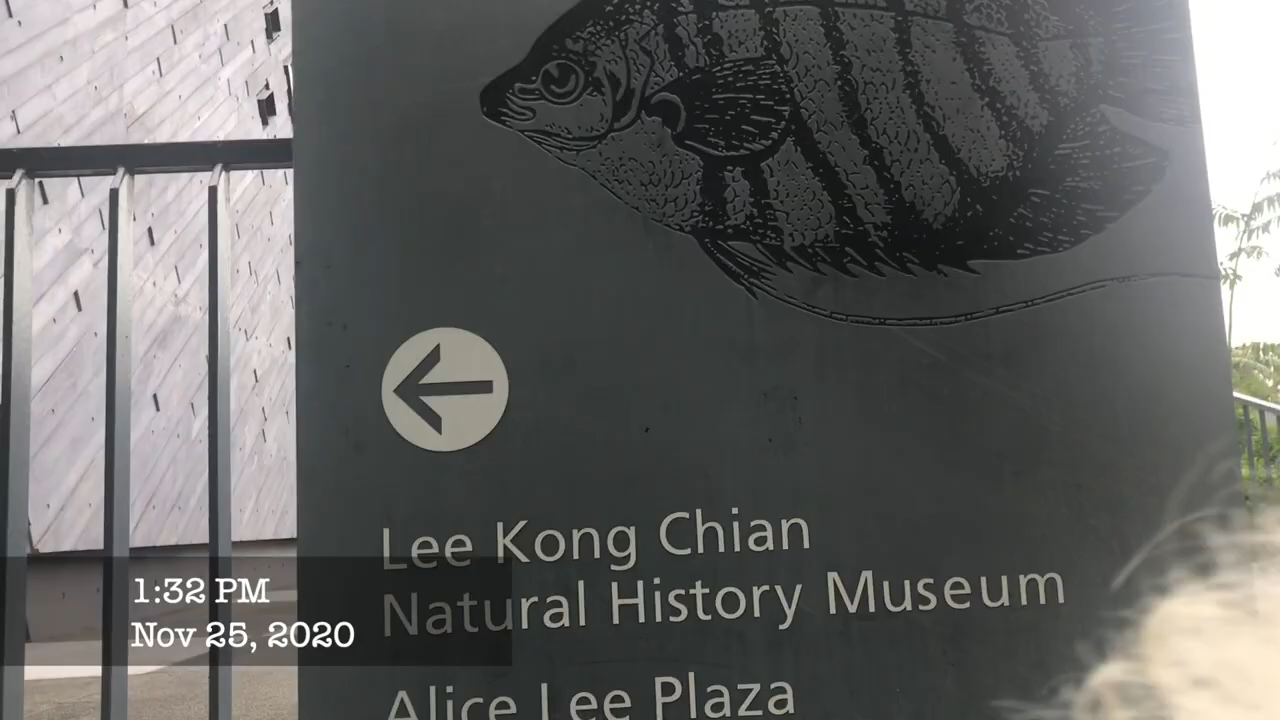 Lee Kong Chian
Natural History Museum
Alice Lee Plaza
1:32 PM
Nov 25, 2020